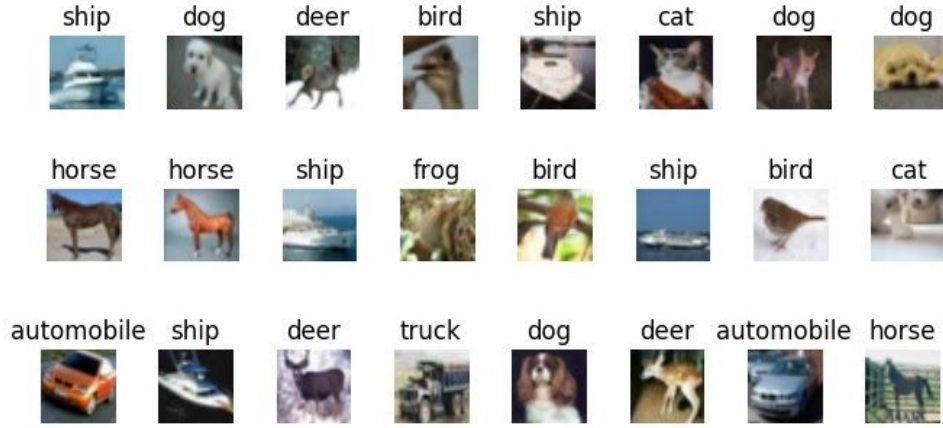 ship dog deer bird ship cat dog dog
horse horse ship frog bird ship bird cat
automobile ship deer truck dog deer automobile horse